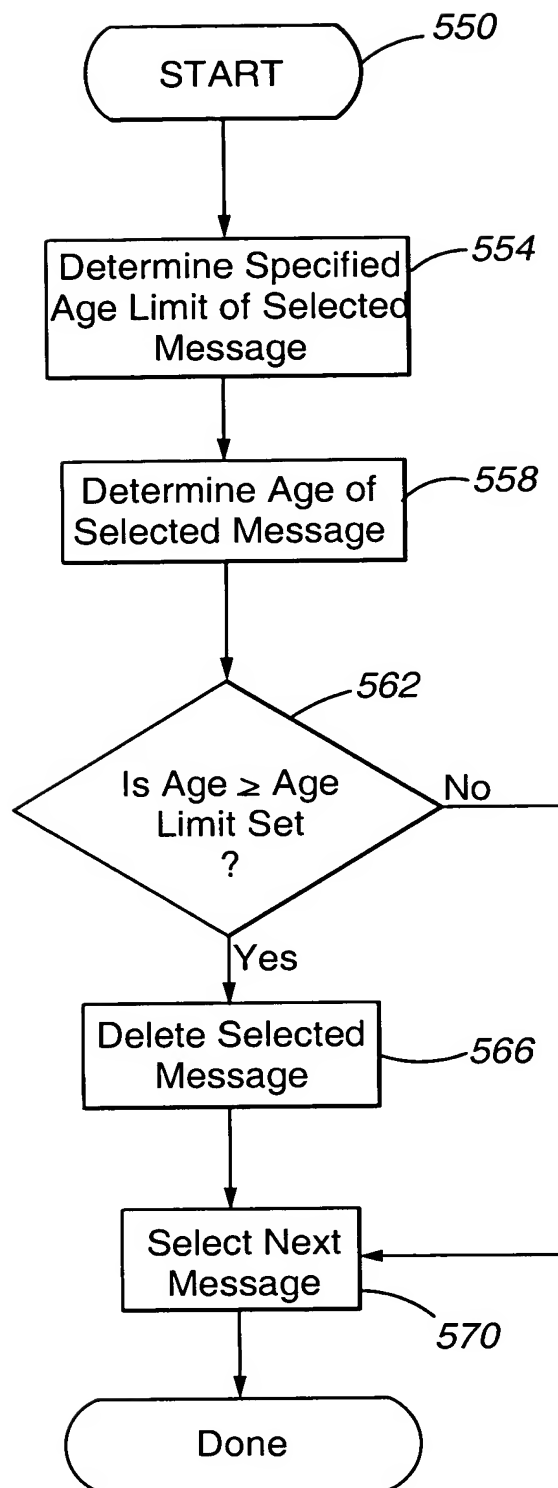 START
550
Determine Specified
Age Limit of Selected
Message
554
Determine Age of
Selected Message
558
562
Is Age ≥ Age
Limit Set
?
No
Yes
Delete Selected
Message
566
Select Next
Message
570
Done